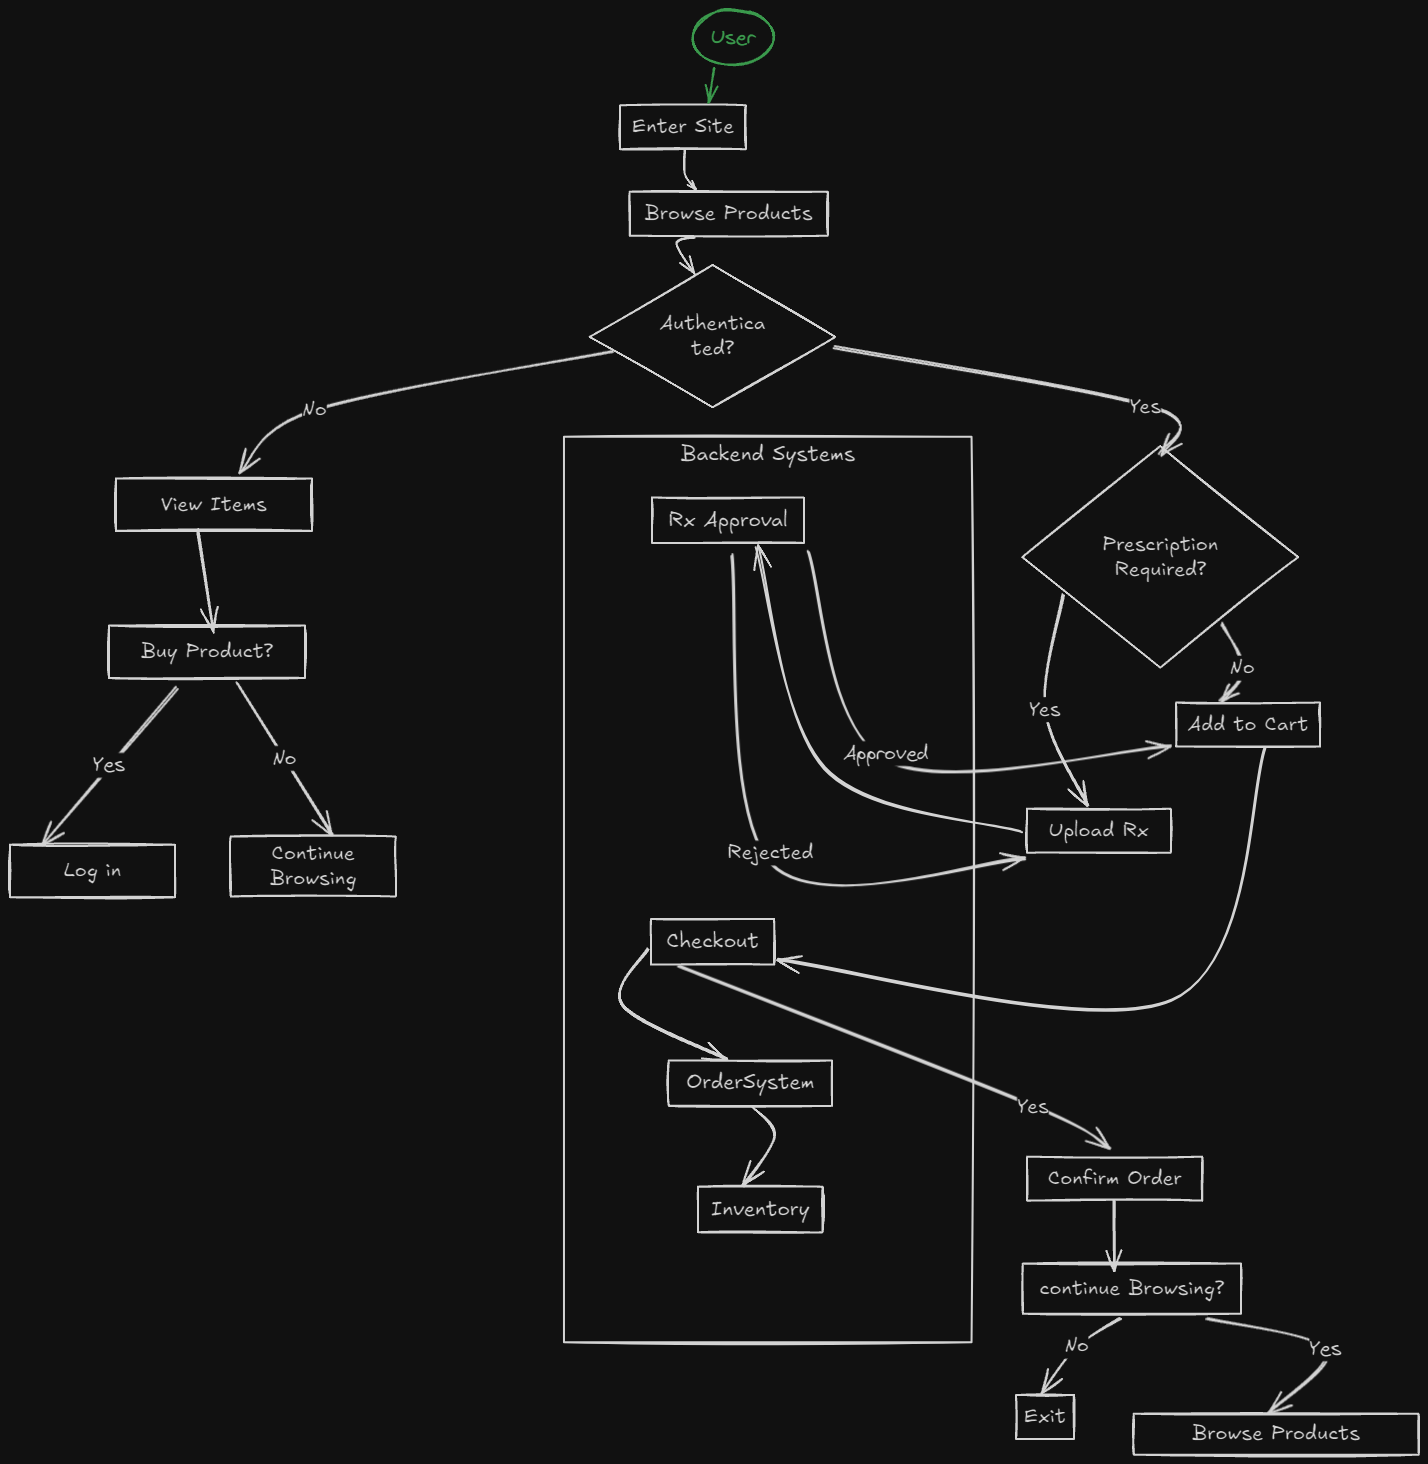 User
Enter Site
Browse Products
Authentica
ted?
No
Yes
Backend Systems
View Items
Rx Approval
Prescription
Required?
Buy Product?
No
Yes
Add to Cart
Approved
Yes
No
Upload Rx
Rejected
Log in
Continue
Browsing
Checkout
OrderSystem
Yes
Confirm Order
Inventory
continue Browsing?
No
Yes
Exit
Browse Products